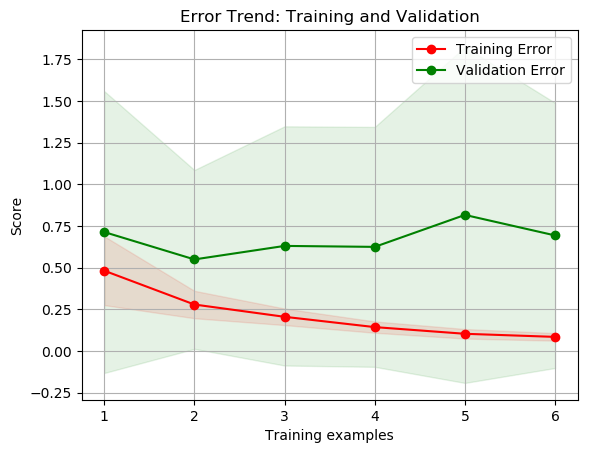 Error Trend: Training and Validation
Training Error
Validation Error
1.75
1.50
1.25
1.00
0.75
0.50
0.25
0.00
−0.25
Score
1 2 3 4 5 6
Training examples